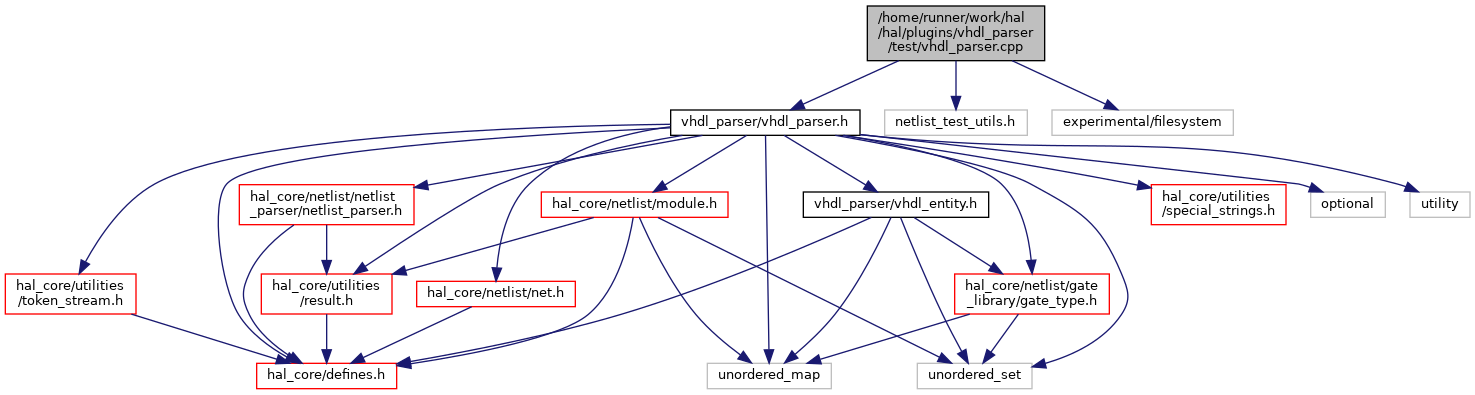 /home/runner/work/hal
/hal/plugins/vhdl_parser
/test/vhdl_parser.cpp
vhdl_parser/vhdl_parser.h
netlist_test_utils.h
experimental/filesystem
hal_core/netlist/netlist
_parser/netlist_parser.h
hal_core/netlist/module.h
vhdl_parser/vhdl_entity.h
hal_core/utilities
/special_strings.h
optional
utility
hal_core/utilities
/token_stream.h
hal_core/utilities
/result.h
hal_core/netlist/net.h
hal_core/netlist/gate
_library/gate_type.h
hal_core/defines.h
unordered_map
unordered_set